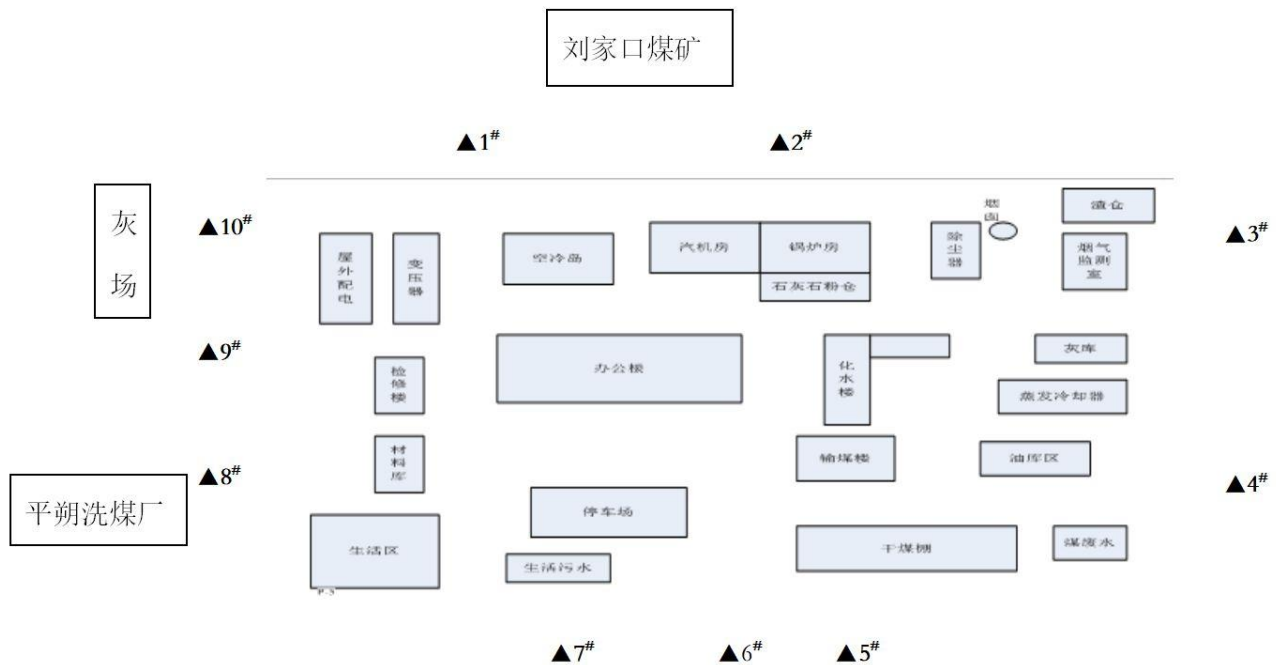 刘家口煤矿
▲1#
▲2#
灰场
▲10#
▲3#
屋外配电
变压器
空冷岛
汽机房
锅炉房
石灰石粉仓
除尘器
烟囱
渣仓
烟气监测室
▲9#
检修楼
办公楼
化水楼
灰库
蒸发冷却器
▲8#
平朔洗煤厂
材料库
输煤楼
油库区
▲4#
停车场
生活区
生活污水
干煤棚
煤废水
▲7#
▲6#
▲5#